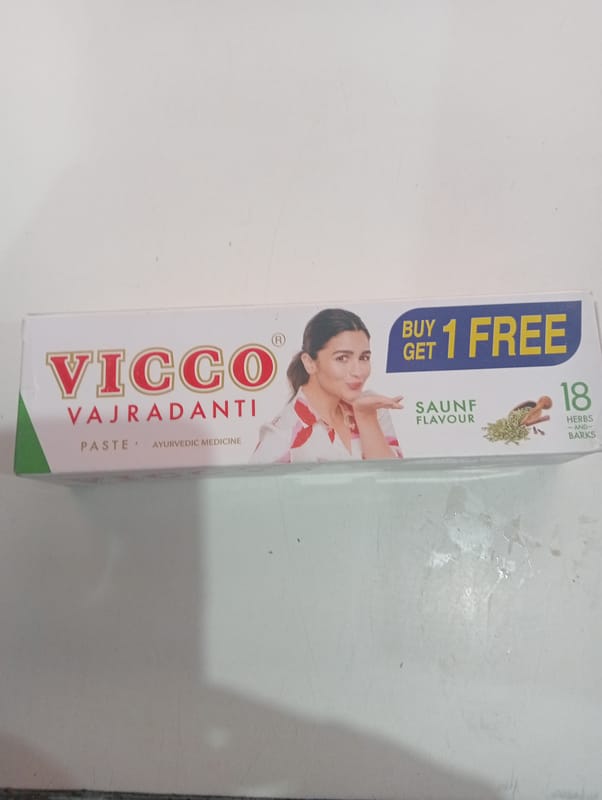 VICCO®
VAJRADANTI
PASTE AYURVEDIC MEDICINE
BUY
GET 1 FREE
SAUNF
FLAVOUR
18
HERBS
AND
BARKS